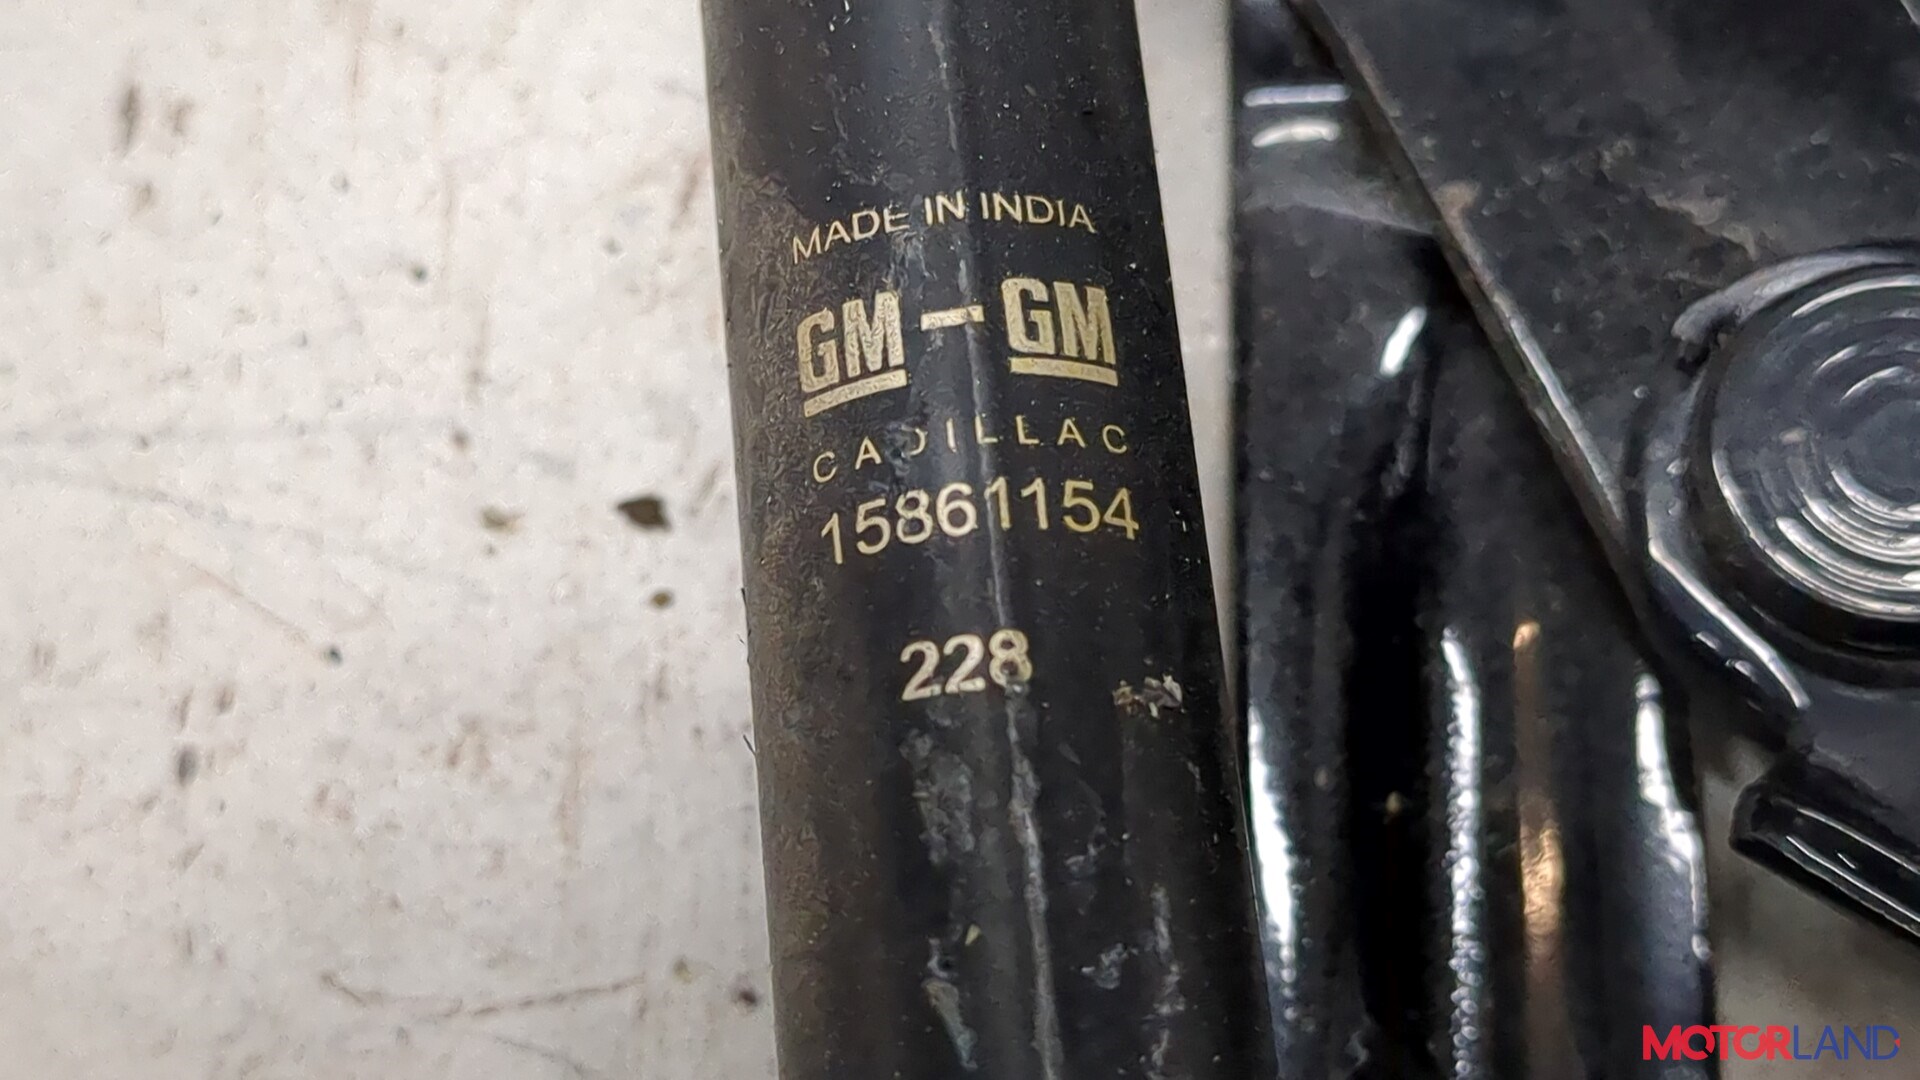 MADE IN INDIA
GM-GM
CADILLAC
15861154
228
MOTORLAND